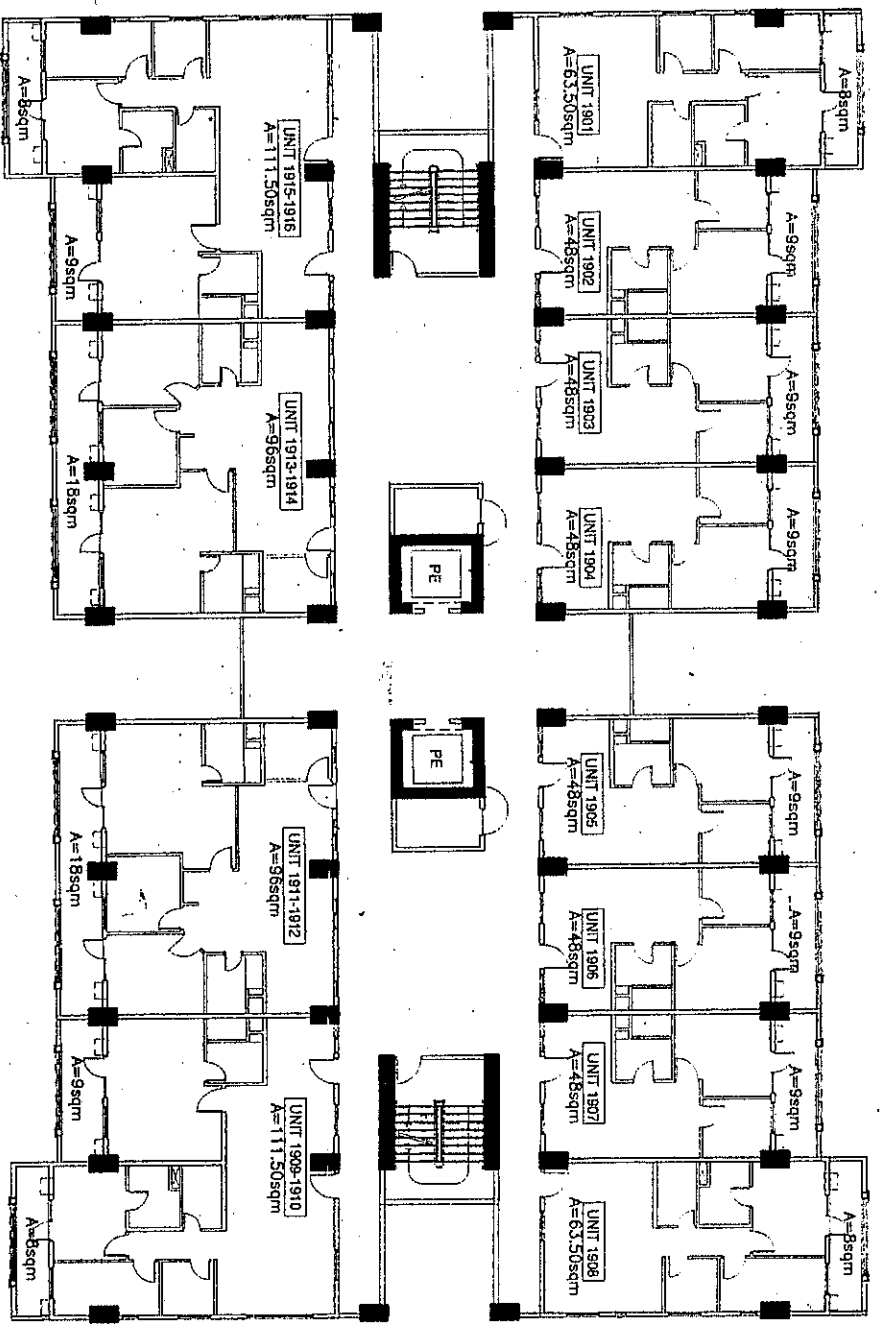 UNIT 1901
A=63.50sqm
A=8sqm
UNIT 1902
A=48sqm
A=9sqm
UNIT 1903
A=48sqm
A=9sqm
UNIT 1904
A=48sqm
A=9sqm
UNIT 1905
A=48sqm
A=9sqm
UNIT 1906
A=48sqm
A=9sqm
UNIT 1907
A=48sqm
A=9sqm
UNIT 1908
A=63.50sqm
A=8sqm
PE
PE
UNIT 1915-1916
A=111.50sqm
A=8sqm
A=9sqm
UNIT 1913-1914
A=96sqm
A=18sqm
UNIT 1911-1912
A=96sqm
A=18sqm
UNIT 1909-1910
A=111.50sqm
A=9sqm
A=8sqm